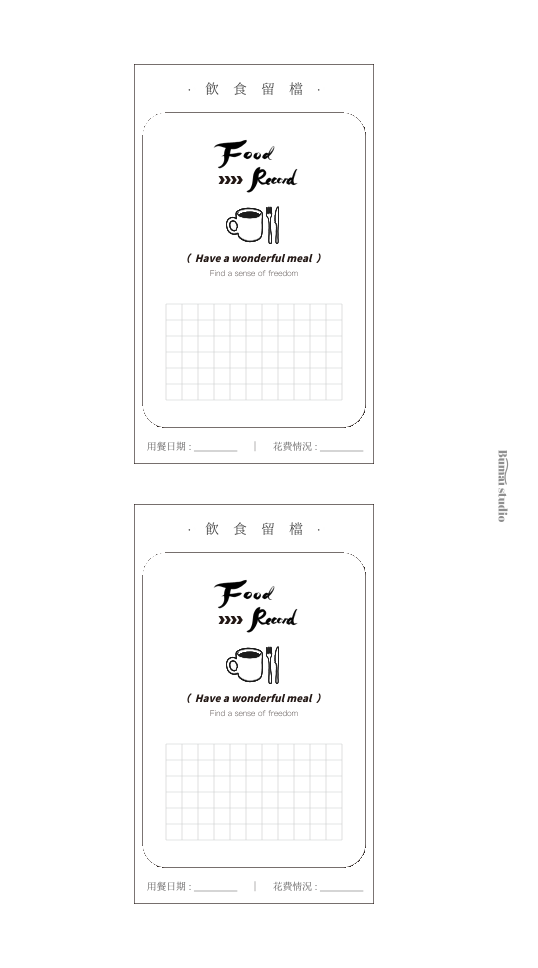 · 飲 食 留 檔 ·
Food
Record
( Have a wonderful meal )
Find a sense of freedom
用餐日期 : ________ | 花費情況 : ________
Bumai studio
· 飲 食 留 檔 ·
Food
Record
( Have a wonderful meal )
Find a sense of freedom
用餐日期 : ________ | 花費情況 : ________